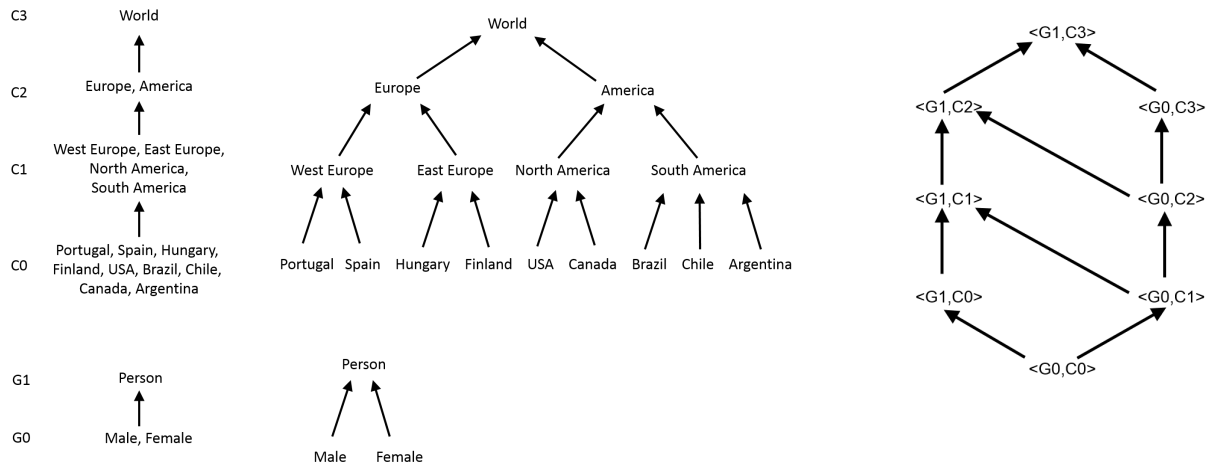 C3
World
C2
Europe, America
C1
West Europe, East Europe,
North America,
South America
C0
Portugal, Spain, Hungary,
Finland, USA, Brazil, Chile,
Canada, Argentina
G1
Person
G0
Male, Female
World
Europe America
West Europe East Europe North America South America
Portugal Spain Hungary Finland USA Canada Brazil Chile Argentina
Person
Male Female
<G1,C3>
<G1,C2> <G0,C3>
<G1,C1> <G0,C2>
<G1,C0> <G0,C1>
<G0,C0>